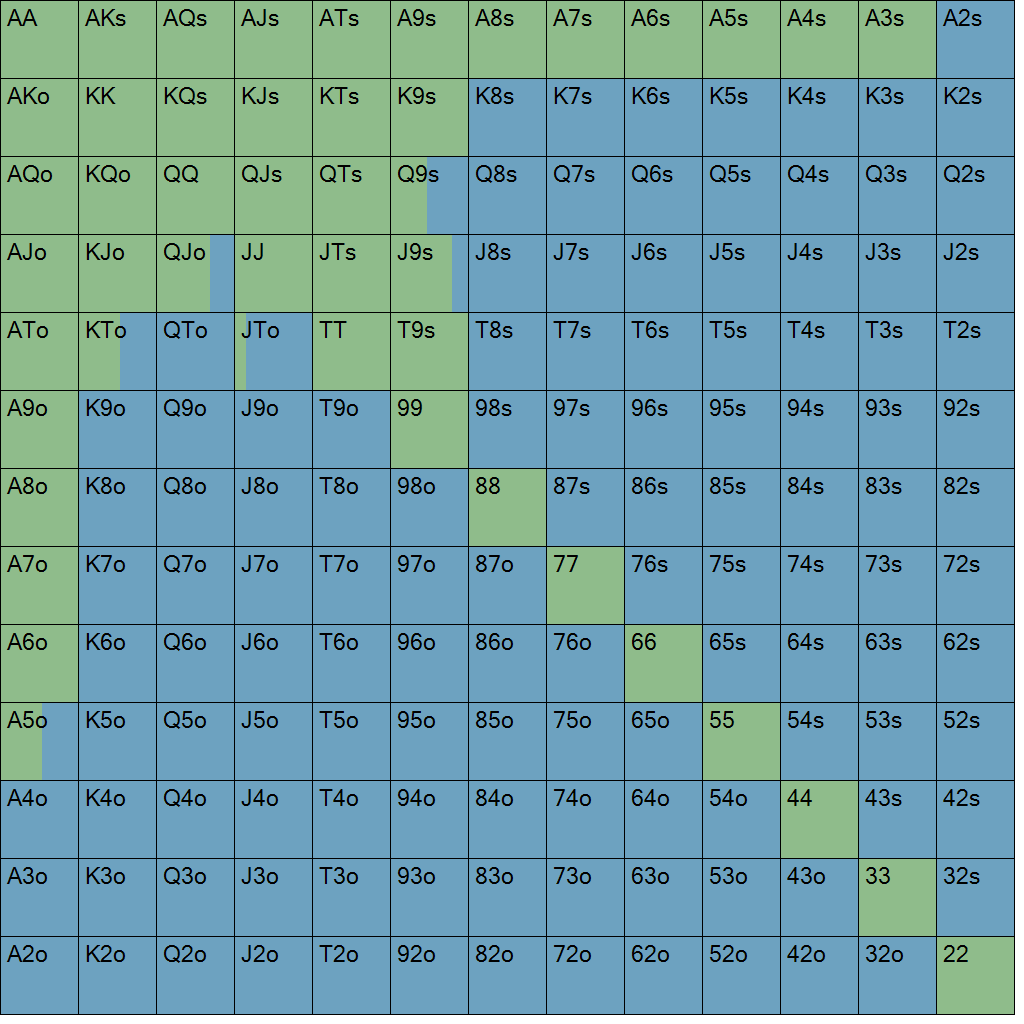 AA AKs AQs AJs ATs A9s A8s A7s A6s A5s A4s A3s A2s
AKo KK KQs KJs KTs K9s K8s K7s K6s K5s K4s K3s K2s
AQo KQo QQ QJs QTs Q9s Q8s Q7s Q6s Q5s Q4s Q3s Q2s
AJo KJo QJo JJ JTs J9s J8s J7s J6s J5s J4s J3s J2s
ATo KTo QTo JTo TT T9s T8s T7s T6s T5s T4s T3s T2s
A9o K9o Q9o J9o T9o 99 98s 97s 96s 95s 94s 93s 92s
A8o K8o Q8o J8o T8o 98o 88 87s 86s 85s 84s 83s 82s
A7o K7o Q7o J7o T7o 97o 87o 77 76s 75s 74s 73s 72s
A6o K6o Q6o J6o T6o 96o 86o 76o 66 65s 64s 63s 62s
A5o K5o Q5o J5o T5o 95o 85o 75o 65o 55 54s 53s 52s
A4o K4o Q4o J4o T4o 94o 84o 74o 64o 54o 44 43s 42s
A3o K3o Q3o J3o T3o 93o 83o 73o 63o 53o 43o 33 32s
A2o K2o Q2o J2o T2o 92o 82o 72o 62o 52o 42o 32o 22